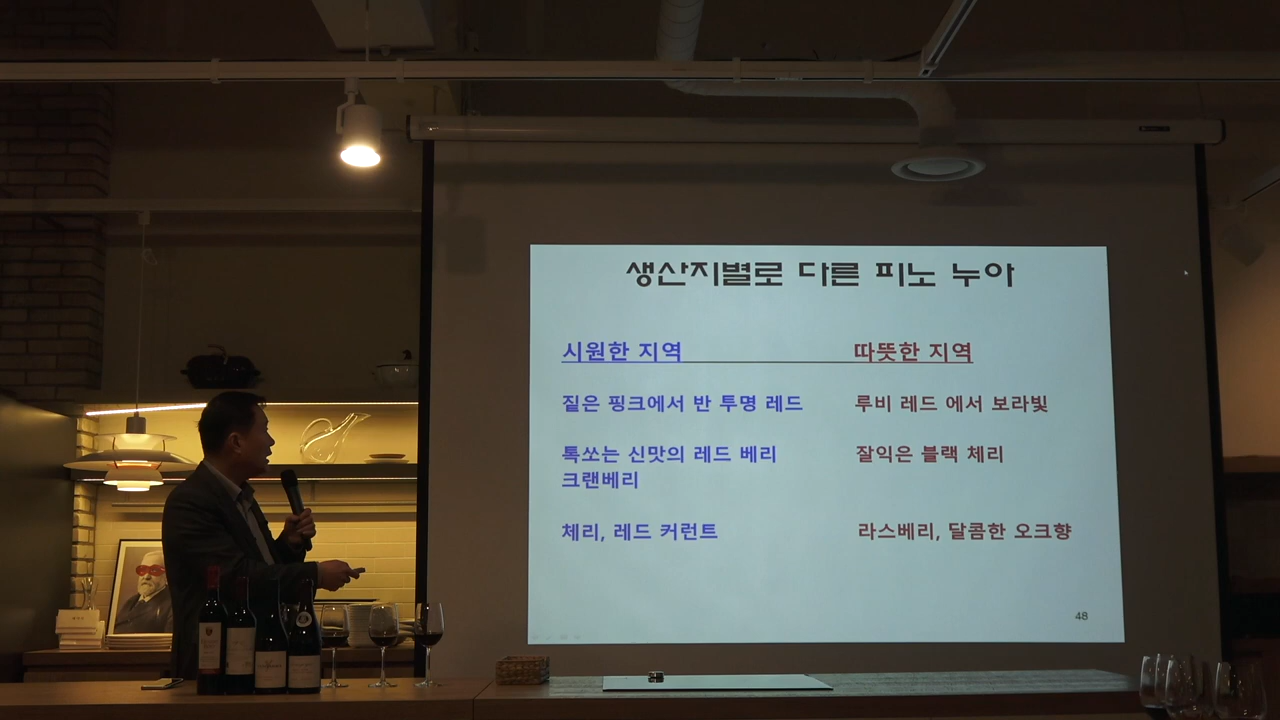 생산지별로 다른 피노 누아
시원한 지역 따뜻한 지역
짙은 핑크에서 반 투명 레드 루비 레드 에서 보라빛
톡쏘는 신맛의 레드 베리 잘익은 블랙 체리
크랜베리
체리, 레드 커런트 라스베리, 달콤한 오크향
48